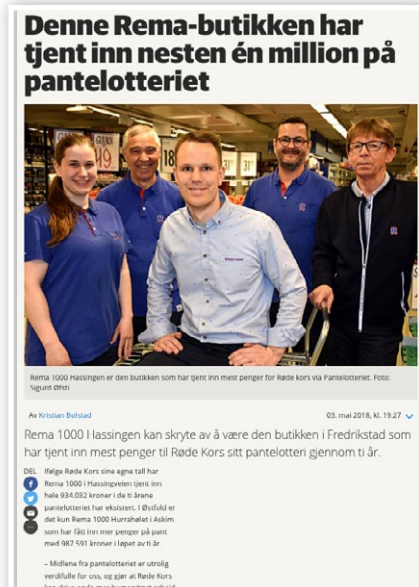 Denne Rema-butikken har
tjent inn nesten én million på
pantelotteriet
Rema 1000 Hassingen er den butikken som har tjent inn mest penger for Røde kors via Pantelotteriet. Foto:
Sigurd Øfsti
Av Kristian Bolstad
03. mai 2018, kl. 19.27
Rema 1000 Hassingen kan skryte av å være den butikken i Fredrikstad som
har tjent inn mest penger til Røde Kors sitt pantelotteri gjennom ti år.
DEL
Ifølge Røde Kors sine egne tall har
Rema 1000 i Hassingveien tjent inn
hele 934.032 kroner i de ti årene
pantelotteriet har eksistert. I Østfold er
det kun Rema 1000 Hurrahølet i Askim
som har fått inn mer penger på pant
med 987.591 kroner i løpet av ti år.
– Midlene fra pantelotteriet er utrolig
verdifulle for oss, og gjør at Røde Kors